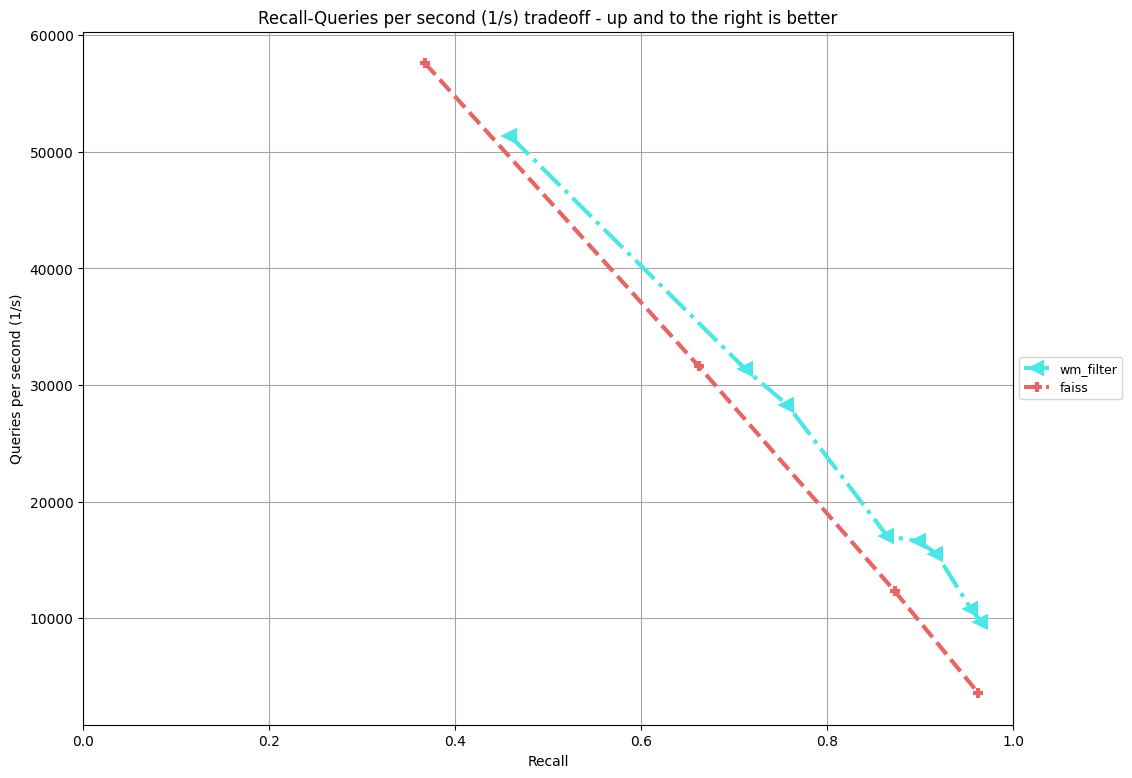 Recall-Queries per second (1/s) tradeoff - up and to the right is better
60000
50000
40000
30000
20000
10000
Queries per second (1/s)
0.0 0.2 0.4 0.6 0.8 1.0
Recall
wm_filter
faiss